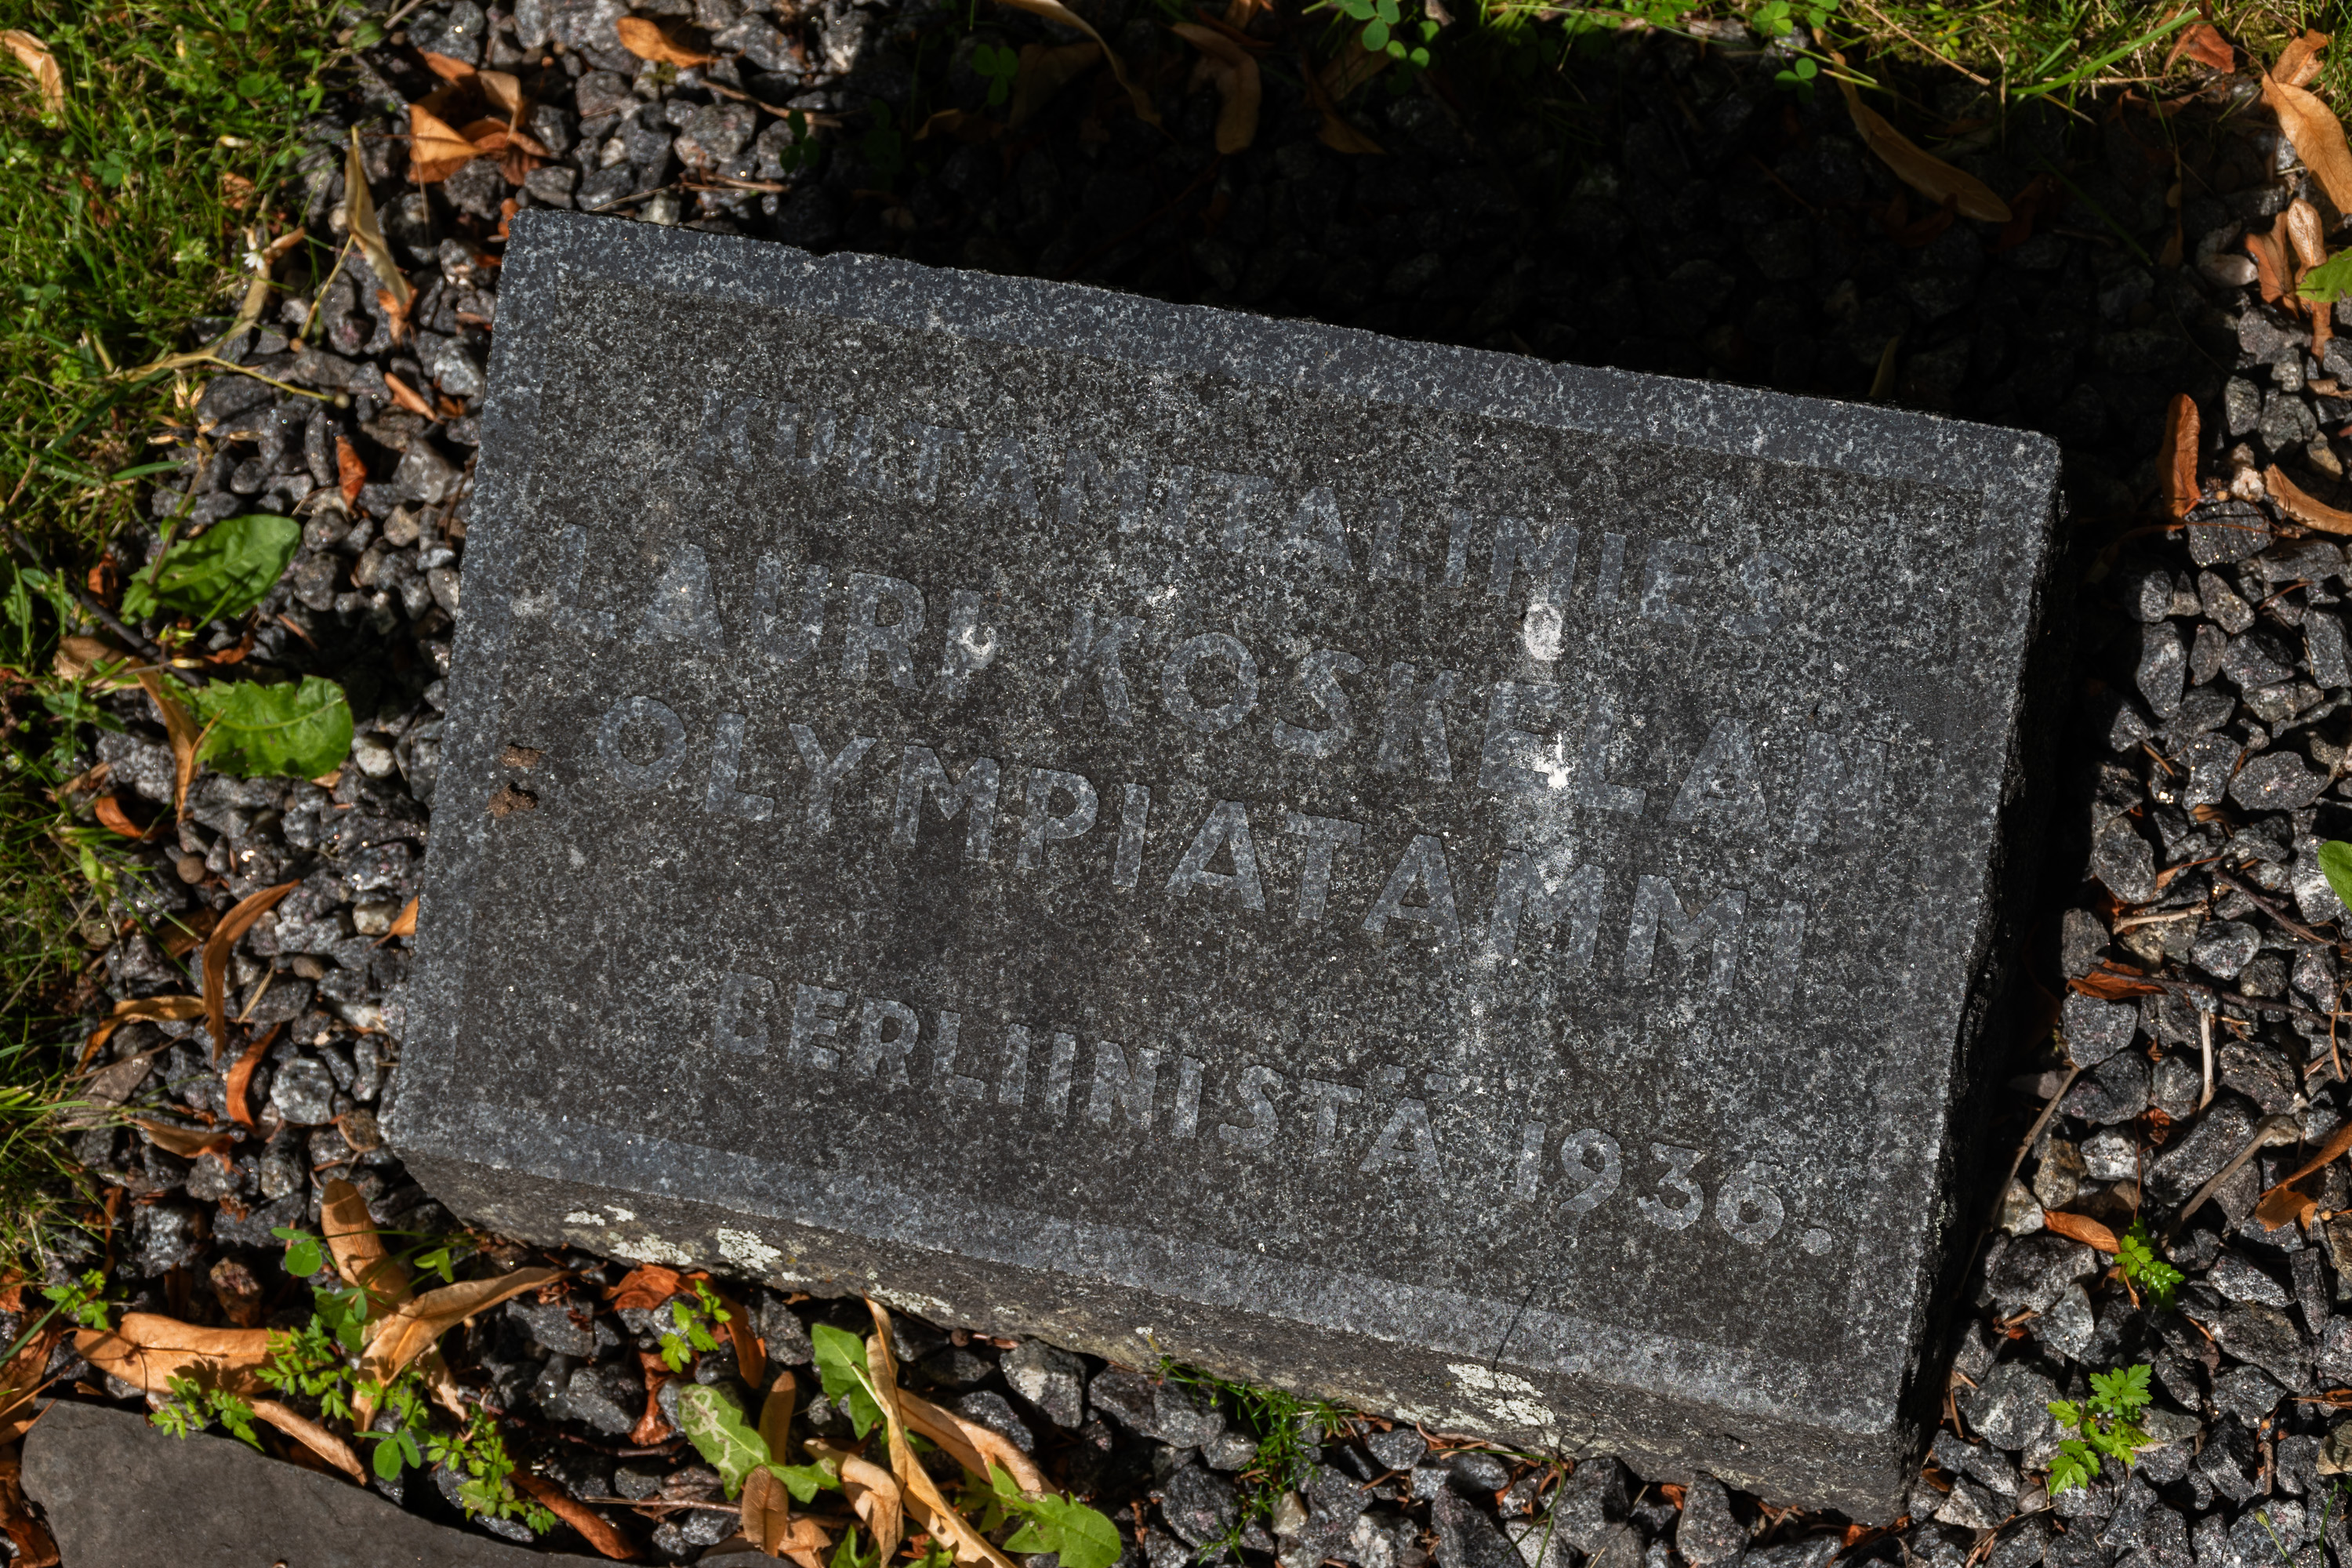 KULTAMITALIMIES
LAURI KOSKELAN
OLYMPIATAMMI
BERLIINISTÄ 1936.